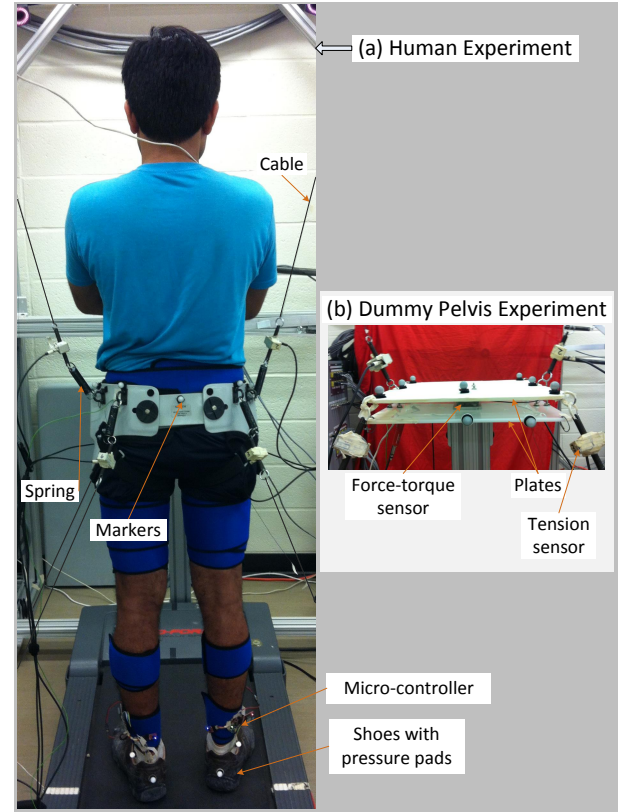 (a) Human Experiment
Cable
(b) Dummy Pelvis Experiment
Spring
Markers
Force-torque
sensor
Plates
Tension
sensor
Micro-controller
Shoes with
pressure pads